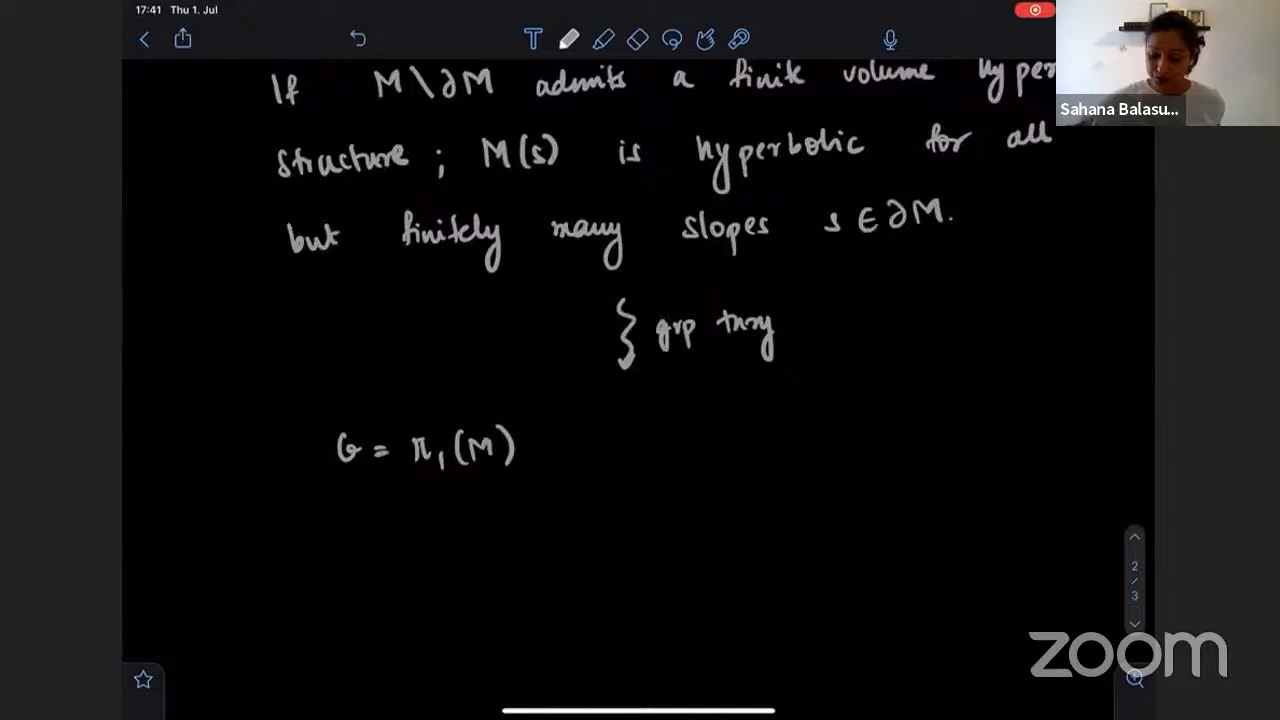 17:41 Thu 1. Jul
If M\∂M admits a finite volume hyper
Sahana Balasu...
structure ; M(s) is hyperbolic for all
but finitely many slopes s ∈ ∂M.
} grp
G = π₁(M)
2
/
3
zoom